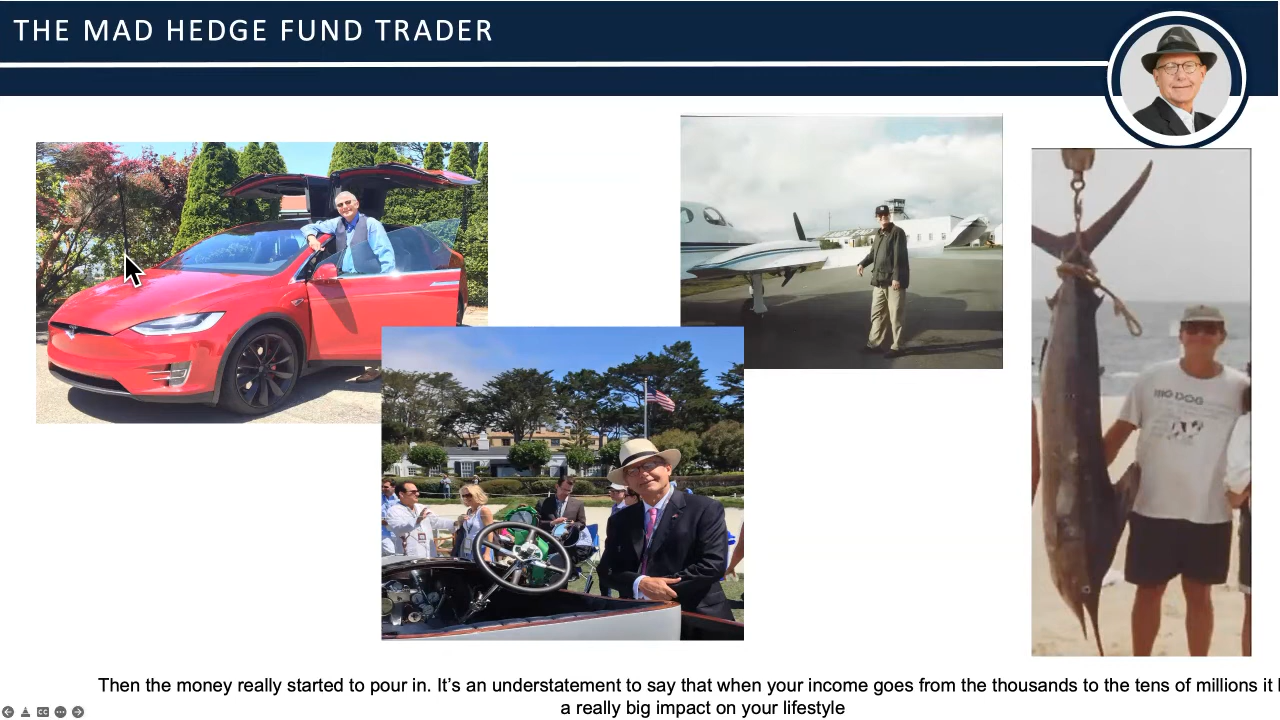 THE MAD HEDGE FUND TRADER
BIG DOG
Then the money really started to pour in. It’s an understatement to say that when your income goes from the thousands to the tens of millions it
a really big impact on your lifestyle
CC